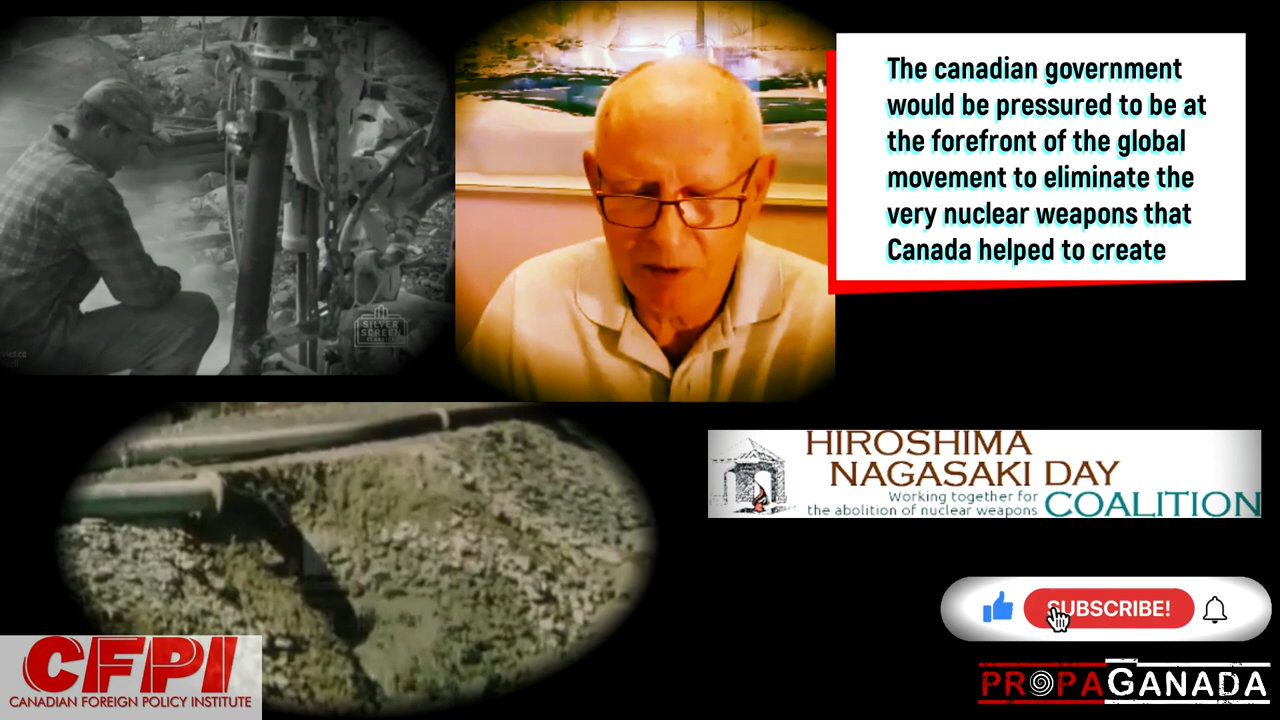 The canadian government
would be pressured to be at
the forefront of the global
movement to eliminate the
very nuclear weapons that
Canada helped to create
SILVER
SCREEN
HIROSHIMA
NAGASAKI DAY
Working together for
the abolition of nuclear weapons
COALITION
SUBSCRIBE!
CFPI
CANADIAN FOREIGN POLICY INSTITUTE
PROPAGANADA